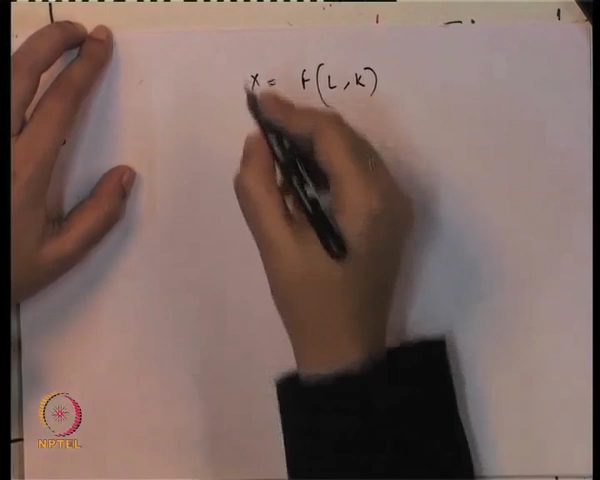 X = f(L,K)
NPTEL